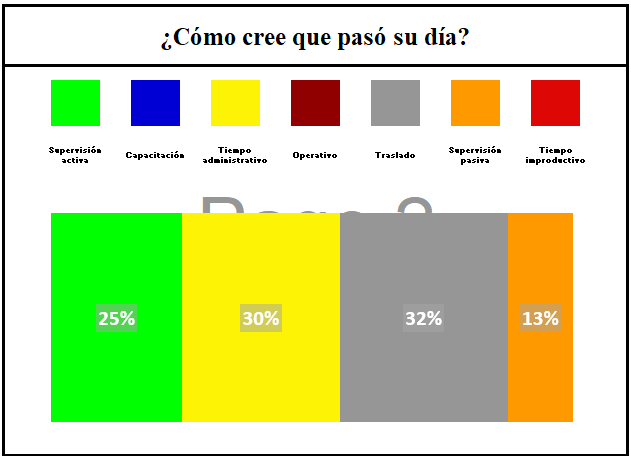 ¿Cómo cree que pasó su día?
Supervisión activa
Capacitación
Tiempo administrativo
Operativo
Traslado
Supervisión pasiva
Tiempo improductivo
25%
30%
32%
13%